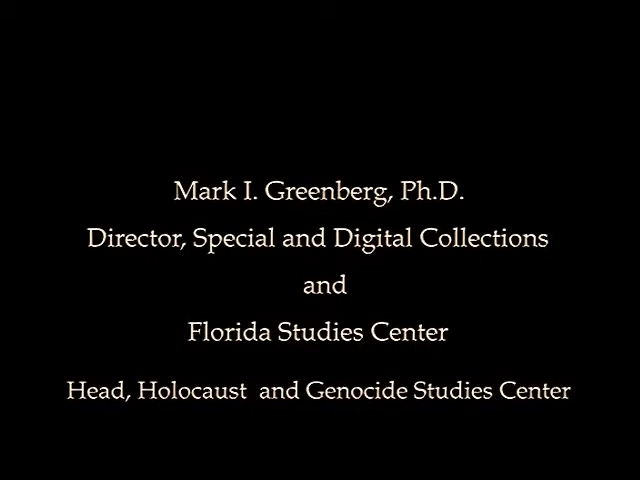 Mark I. Greenberg, Ph.D.
Director, Special and Digital Collections
and
Florida Studies Center
Head, Holocaust and Genocide Studies Center